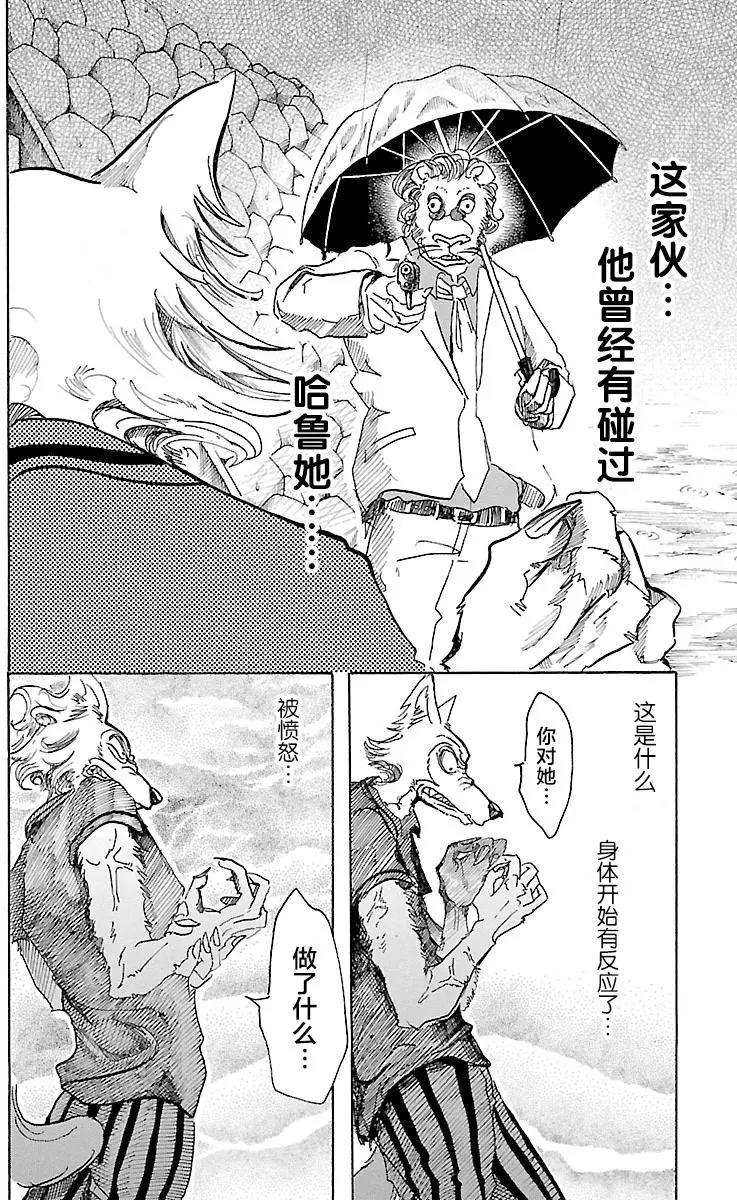 这家伙…
他曾经有碰过
哈鲁她……
这是什么
你对她…
身体开始有反应了…
被愤怒…
做了什么…